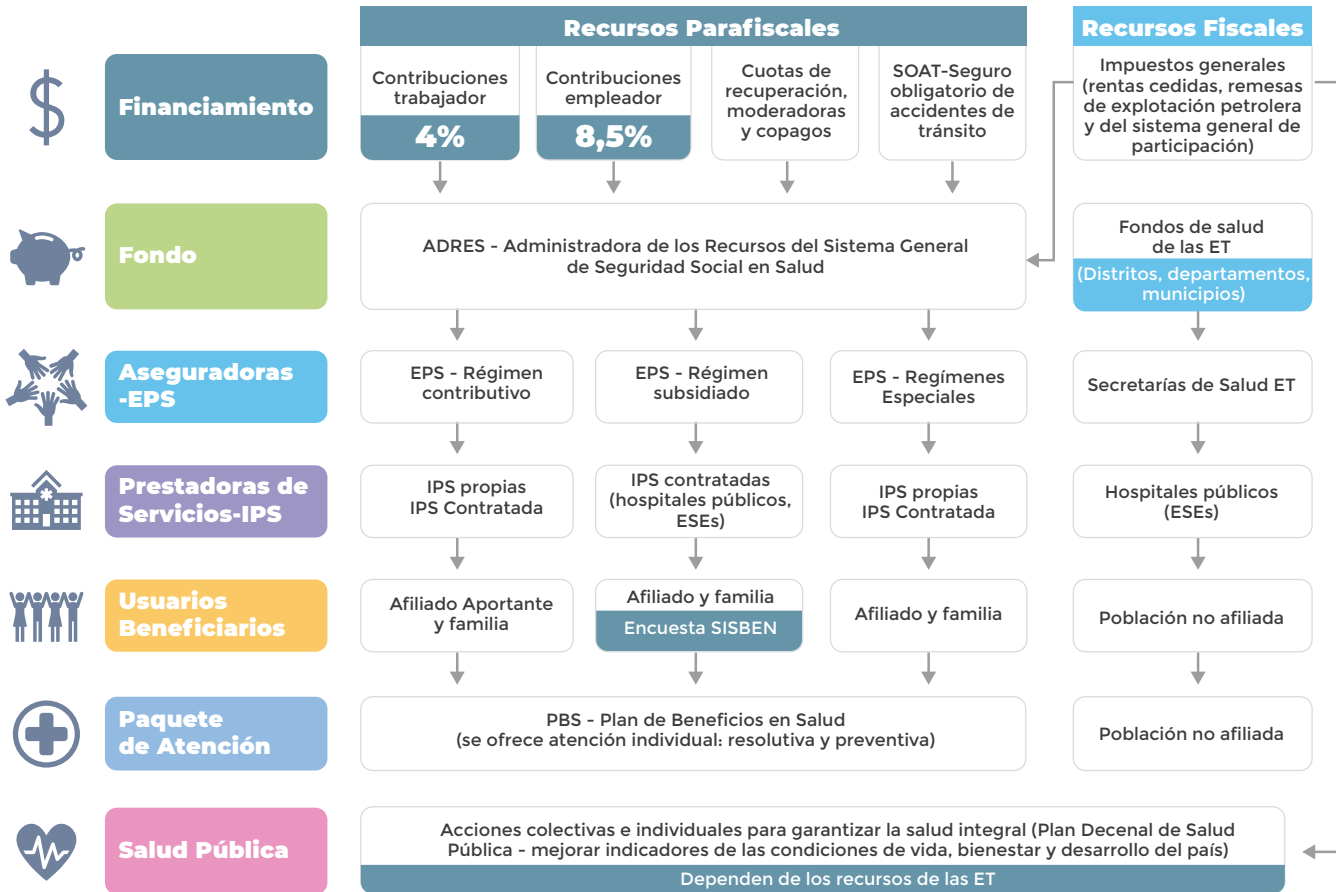 Recursos Parafiscales
Recursos Fiscales
Financiamiento
Contribuciones
trabajador
4%
Contribuciones
empleador
8,5%
Cuotas de
recuperación,
moderadoras
y copagos
SOAT-Seguro
obligatorio de
accidentes de
tránsito
Impuestos generales
(rentas cedidas, remesas
de explotación petrolera
y del sistema general de
participación)
Fondo
ADRES - Administradora de los Recursos del Sistema General
de Seguridad Social en Salud
Fondos de salud
de las ET
(Distritos, departamentos,
municipios)
Aseguradoras
-EPS
EPS - Régimen
contributivo
EPS - Régimen
subsidiado
EPS - Regímenes
Especiales
Secretarías de Salud ET
Prestadoras de
Servicios-IPS
IPS propias
IPS Contratada
IPS contratadas
(hospitales públicos,
ESEs)
IPS propias
IPS Contratada
Hospitales públicos
(ESEs)
Usuarios
Beneficiarios
Afiliado Aportante
y familia
Afiliado y familia
Encuesta SISBEN
Afiliado y familia
Población no afiliada
Paquete
de Atención
PBS - Plan de Beneficios en Salud
(se ofrece atención individual: resolutiva y preventiva)
Población no afiliada
Salud Pública
Acciones colectivas e individuales para garantizar la salud integral (Plan Decenal de Salud
Pública - mejorar indicadores de las condiciones de vida, bienestar y desarrollo del país)
Dependen de los recursos de las ET